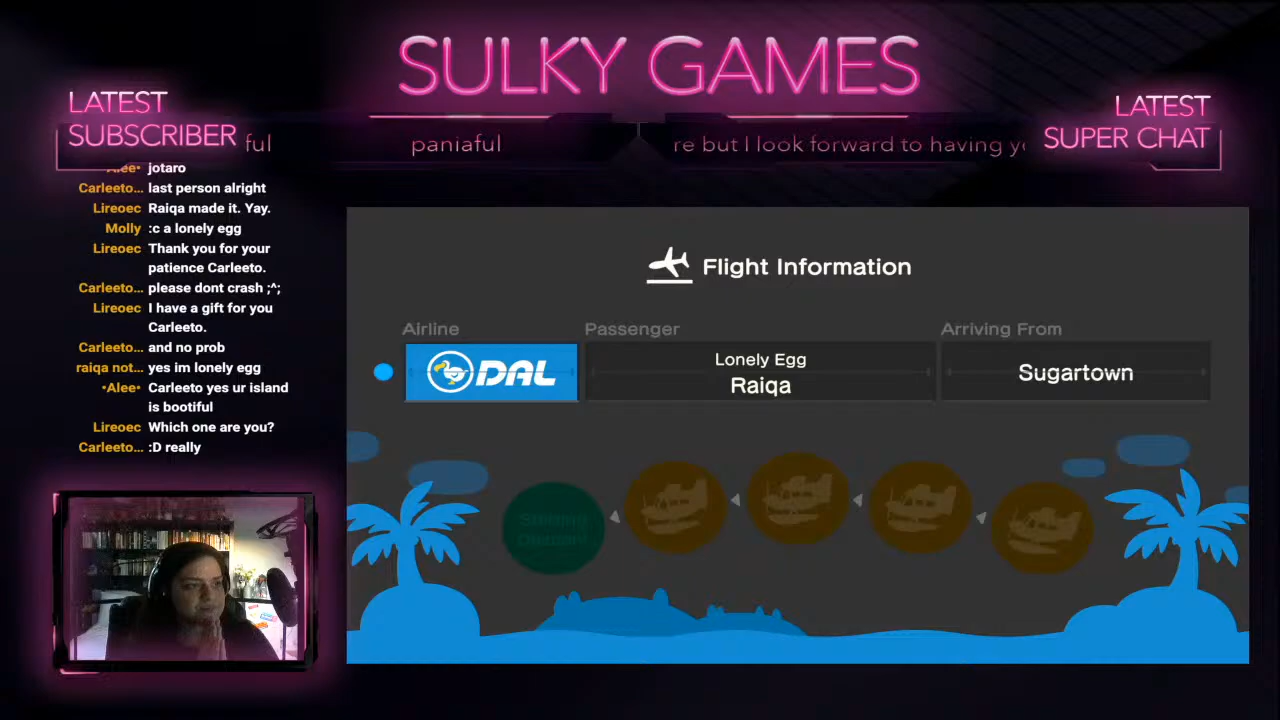 SULKY GAMES
LATEST
SUBSCRIBER
ful
paniaful
re but I look forward to having yo
LATEST
SUPER CHAT
Alee• jotaro
Carleeto... last person alright
Lireoec Raiqa made it. Yay.
Molly :c a lonely egg
Lireoec Thank you for your
patience Carleeto.
Carleeto... please dont crash ;^;
Lireoec I have a gift for you
Carleeto.
Carleeto... and no prob
raiqa not... yes im lonely egg
•Alee• Carleeto yes ur island
is bootiful
Lireoec Which one are you?
Carleeto... :D really
Flight Information
Airline Passenger Arriving From
DAL
Lonely Egg
Raiqa
Sugartown